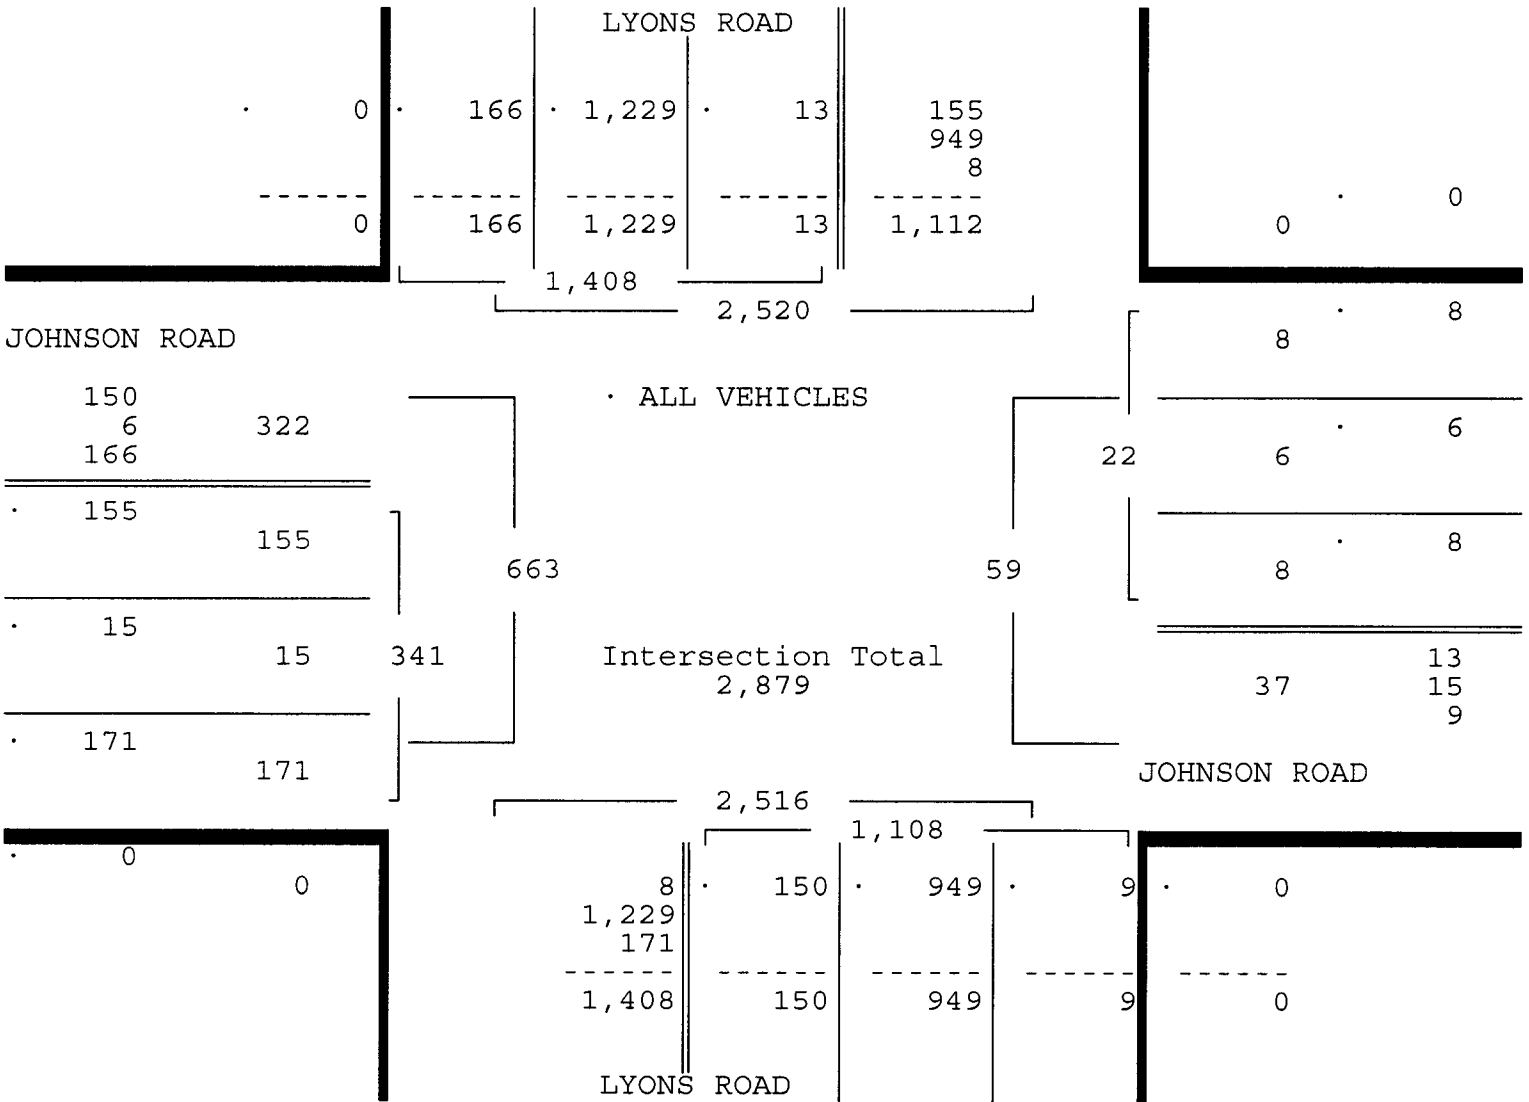 LYONS ROAD
· 0 · 166 · 1,229 · 13 155
949
8
------ ------ ------ ------ ------ · 0
0 166 1,229 13 1,112 0
1,408
2,520 · 8
JOHNSON ROAD 8
150 · ALL VEHICLES
6 322 · 6
166 22 6
· 155
155 · 8
663 59 8
· 15
15 341 Intersection Total 13
2,879 37 15
9
· 171
171 JOHNSON ROAD
2,516
1,108
· 0
0 8 · 150 · 949 · 9 · 0
1,229
171
------ ------ ------ ------ ------
1,408 150 949 9 0
LYONS ROAD